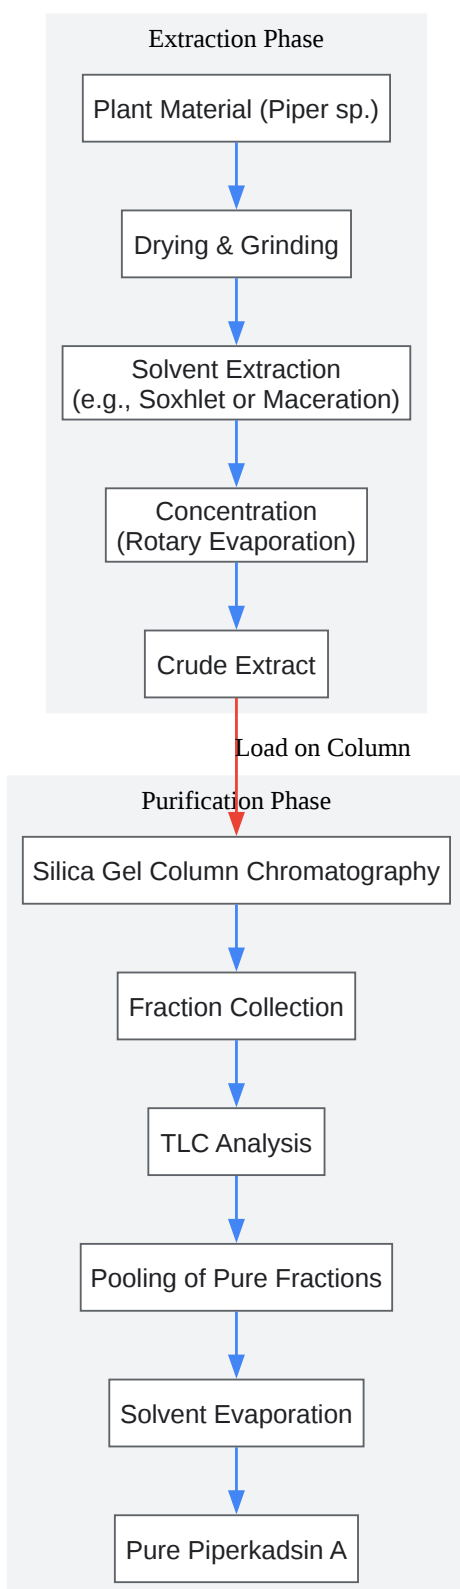 Extraction Phase
Plant Material (Piper sp.)
Drying & Grinding
Solvent Extraction
(e.g., Soxhlet or Maceration)
Concentration
(Rotary Evaporation)
Crude Extract
Load on Column
Purification Phase
Silica Gel Column Chromatography
Fraction Collection
TLC Analysis
Pooling of Pure Fractions
Solvent Evaporation
Pure Piperkadsin A